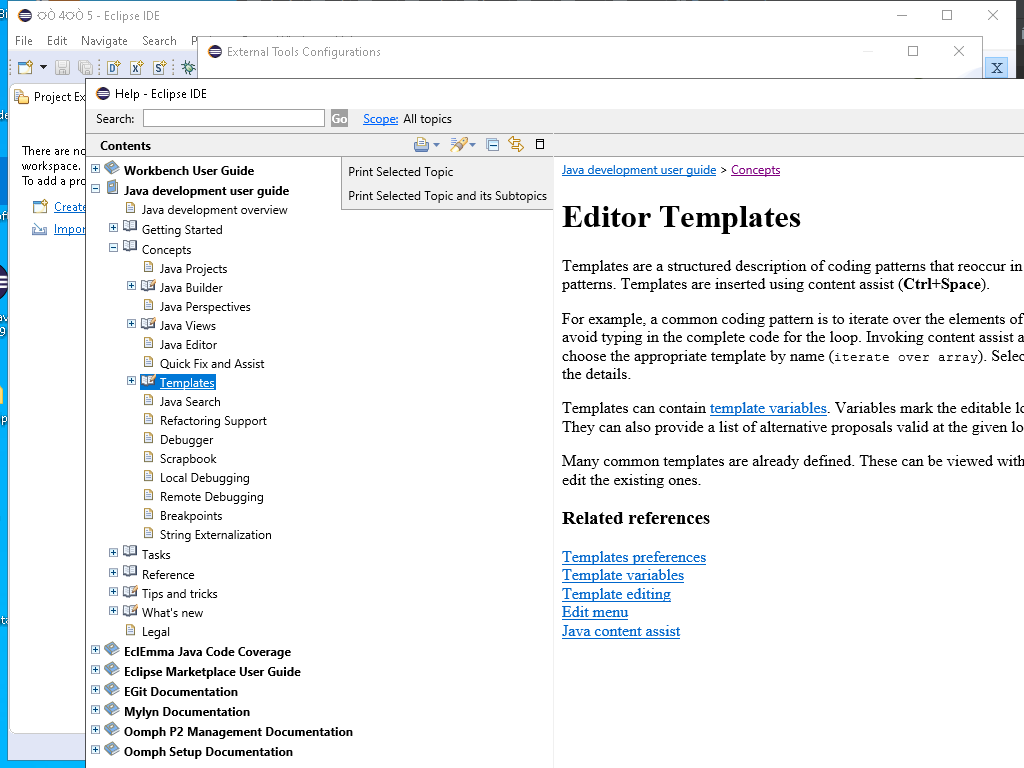 ÒÒ 4ÒÒ 5 - Eclipse IDE
File Edit Navigate Search
External Tools Configurations
Help - Eclipse IDE
Project Ex
Search: Go Scope: All topics
Contents
There are no
workspace.
To add a pro
Create
Impor
Workbench User Guide
Java development user guide
Java development overview
Getting Started
Concepts
Java Projects
Java Builder
Java Perspectives
Java Views
Java Editor
Quick Fix and Assist
Templates
Java Search
Refactoring Support
Debugger
Scrapbook
Local Debugging
Remote Debugging
Breakpoints
String Externalization
Tasks
Reference
Tips and tricks
What's new
Legal
EclEmma Java Code Coverage
Eclipse Marketplace User Guide
EGit Documentation
Mylyn Documentation
Oomph P2 Management Documentation
Oomph Setup Documentation
Print Selected Topic
Print Selected Topic and its Subtopics
Java development user guide > Concepts
Editor Templates
Templates are a structured description of coding patterns that reoccur in
patterns. Templates are inserted using content assist (Ctrl+Space).
For example, a common coding pattern is to iterate over the elements of
avoid typing in the complete code for the loop. Invoking content assist a
choose the appropriate template by name (iterate over array). Selec
the details.
Templates can contain template variables. Variables mark the editable lo
They can also provide a list of alternative proposals valid at the given lo
Many common templates are already defined. These can be viewed with
edit the existing ones.
Related references
Templates preferences
Template variables
Template editing
Edit menu
Java content assist